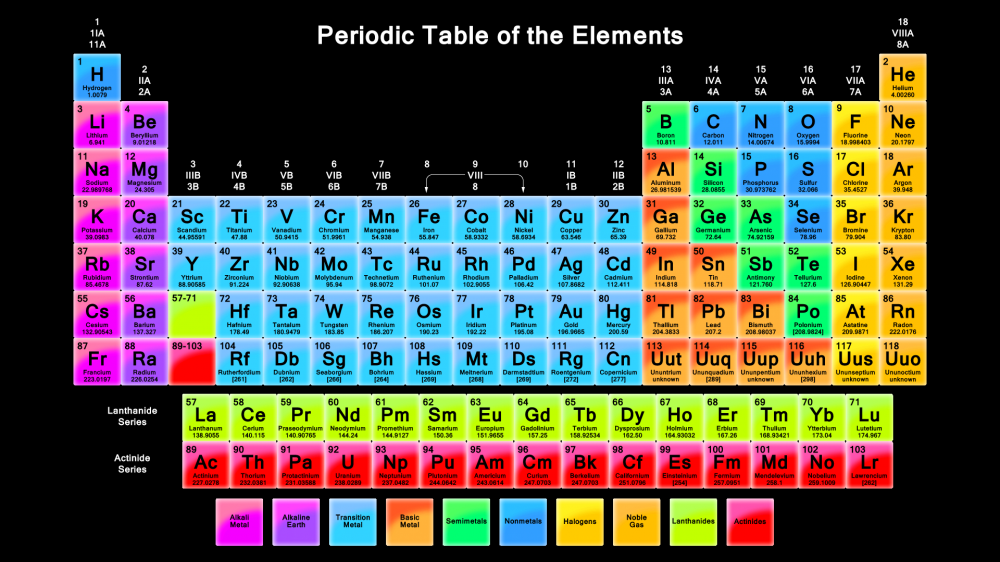 Periodic Table of the Elements
1 18
1IA VIIIA
11A 8A
1 2
H He
Hydrogen Helium
1.0079 4.00260
2 13 14 15 16 17
IIA IIIA IVA VA VIA VIIA
2A 3A 4A 5A 6A 7A
3 4 5 6 7 8 9 10
Li Be B C N O F Ne
Lithium Beryllium Boron Carbon Nitrogen Oxygen Fluorine Neon
6.941 9.01218 10.811 12.011 14.00674 15.9994 18.998403 20.1797
3 4 5 6 7 8 9 10 11 12
IIIB IVB VB VIB VIIB VIII IB IIB
3B 4B 5B 6B 7B 8 1B 2B
11 12 13 14 15 16 17 18
Na Mg Al Si P S Cl Ar
Sodium Magnesium Aluminum Silicon Phosphorus Sulfur Chlorine Argon
22.989768 24.305 26.981539 28.0855 30.973762 32.066 35.4527 39.948
19 20 21 22 23 24 25 26 27 28 29 30 31 32 33 34 35 36
K Ca Sc Ti V Cr Mn Fe Co Ni Cu Zn Ga Ge As Se Br Kr
Potassium Calcium Scandium Titanium Vanadium Chromium Manganese Iron Cobalt Nickel Copper Zinc Gallium Germanium Arsenic Selenium Bromine Krypton
39.0983 40.078 44.95591 47.88 50.9415 51.9961 54.938 55.847 58.9332 58.6934 63.546 65.39 69.732 72.64 74.92159 78.96 79.904 83.80
37 38 39 40 41 42 43 44 45 46 47 48 49 50 51 52 53 54
Rb Sr Y Zr Nb Mo Tc Ru Rh Pd Ag Cd In Sn Sb Te I Xe
Rubidium Strontium Yttrium Zirconium Niobium Molybdenum Technetium Ruthenium Rhodium Palladium Silver Cadmium Indium Tin Antimony Tellurium Iodine Xenon
85.4678 87.62 88.90585 91.224 92.90638 95.94 98.9072 101.07 102.9055 106.42 107.8682 112.411 114.818 118.71 121.760 127.6 126.90447 131.29
55 56 57-71 72 73 74 75 76 77 78 79 80 81 82 83 84 85 86
Cs Ba Hf Ta W Re Os Ir Pt Au Hg Tl Pb Bi Po At Rn
Cesium Barium Hafnium Tantalum Tungsten Rhenium Osmium Iridium Platinum Gold Mercury Thallium Lead Bismuth Polonium Astatine Radon
132.90543 137.327 178.49 180.9479 183.85 186.207 190.23 192.22 195.08 196.9665 200.59 204.3833 207.2 208.98037 [208.9824] 209.9871 222.0176
87 88 89-103 104 105 106 107 108 109 110 111 112 113 114 115 116 117 118
Fr Ra Rf Db Sg Bh Hs Mt Ds Rg Cn Uut Uuq Uup Uuh Uus Uuo
Francium Radium Rutherfordium Dubnium Seaborgium Bohrium Hassium Meitnerium Darmstadtium Roentgenium Copernicium Ununtrium Ununquadium Ununpentium Ununhexium Ununseptium Ununoctium
223.0197 226.0254 [261] [262] [266] [264] [269] [268] [269] [272] [277] unknown [289] unknown [298] unknown unknown
Lanthanide
Series
57 58 59 60 61 62 63 64 65 66 67 68 69 70 71
La Ce Pr Nd Pm Sm Eu Gd Tb Dy Ho Er Tm Yb Lu
Lanthanum Cerium Praseodymium Neodymium Promethium Samarium Europium Gadolinium Terbium Dysprosium Holmium Erbium Thulium Ytterbium Lutetium
138.9055 140.115 140.90765 144.24 144.9127 150.36 151.9655 157.25 158.92534 162.50 164.93032 167.26 168.93421 173.04 174.967
Actinide
Series
89 90 91 92 93 94 95 96 97 98 99 100 101 102 103
Ac Th Pa U Np Pu Am Cm Bk Cf Es Fm Md No Lr
Actinium Thorium Protactinium Uranium Neptunium Plutonium Americium Curium Berkelium Californium Einsteinium Fermium Mendelevium Nobelium Lawrencium
227.0278 232.0381 231.03588 238.0289 237.0482 244.0642 243.0614 247.0703 247.0703 251.0796 [254] 257.0951 258.1 259.1009 [262]
Alkali Metal
Alkaline Earth
Transition Metal
Basic Metal
Semimetals
Nonmetals
Halogens
Noble Gas
Lanthanides
Actinides